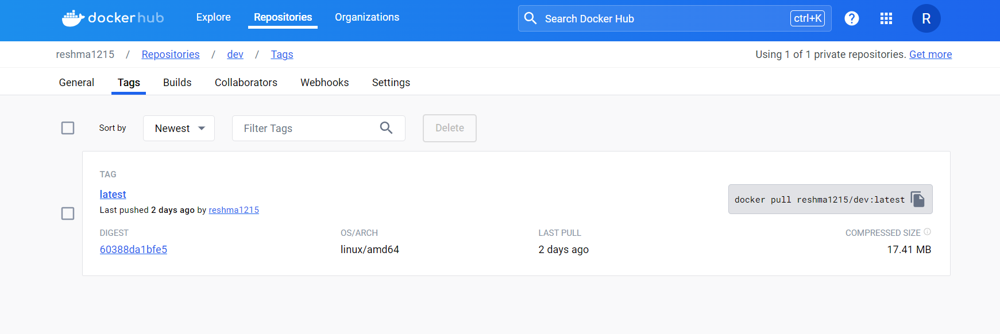 dockerhub Explore Repositories Organizations Search Docker Hub ctrl+K ? R
reshma1215 / Repositories / dev / Tags Using 1 of 1 private repositories. Get more
General Tags Builds Collaborators Webhooks Settings
Sort by Newest Filter Tags Delete
TAG
latest
docker pull reshma1215/dev:latest
Last pushed 2 days ago by reshma1215
DIGEST OS/ARCH LAST PULL COMPRESSED SIZE
60388da1bfe5 linux/amd64 2 days ago 17.41 MB